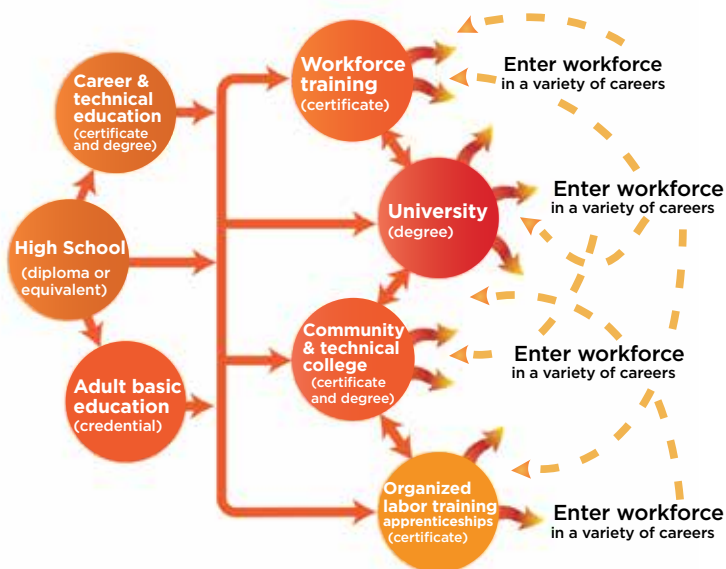 Career &
technical
education
(certificate
and degree)
High School
(diploma or
equivalent)
Adult basic
education
(credential)
Workforce
training
(certificate)
University
(degree)
Community
& technical
college
(certificate
and degree)
Organized
labor training
apprenticeships
(certificate)
Enter workforce
in a variety of careers
Enter workforce
in a variety of careers
Enter workforce
in a variety of careers
Enter workforce
in a variety of careers